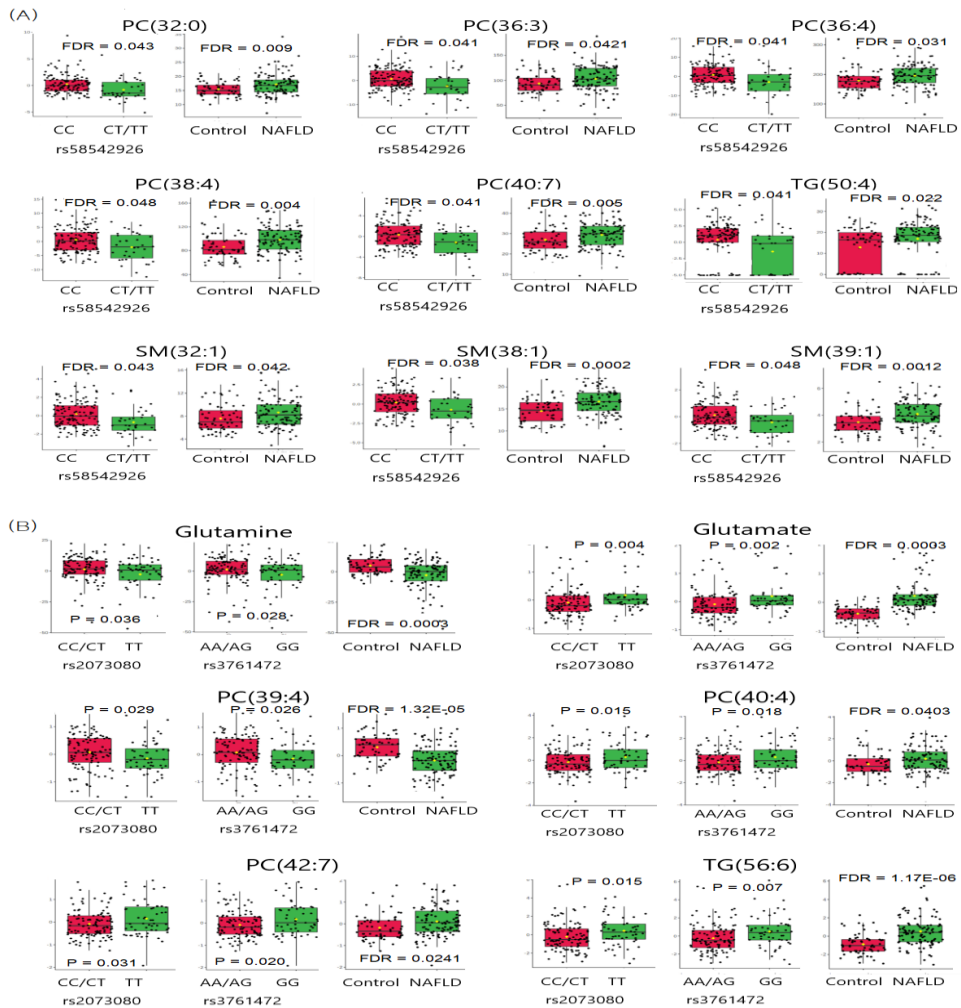 (A)
PC(32:0) PC(36:3) PC(36:4)
FDR = 0.043 FDR = 0.009 FDR = 0.041 FDR = 0.0421 FDR = 0.041 FDR = 0.031
CC CT/TT Control NAFLD CC CT/TT Control NAFLD CC CT/TT Control NAFLD
rs58542926 rs58542926 rs58542926
PC(38:4) PC(40:7) TG(50:4)
FDR = 0.048 FDR = 0.004 FDR = 0.041 FDR = 0.005 FDR = 0.041 FDR = 0.022
CC CT/TT Control NAFLD CC CT/TT Control NAFLD CC CT/TT Control NAFLD
rs58542926 rs58542926 rs58542926
SM(32:1) SM(38:1) SM(39:1)
FDR = 0.043 FDR = 0.042 FDR = 0.038 FDR = 0.0002 FDR = 0.048 FDR = 0.0012
CC CT/TT Control NAFLD CC CT/TT Control NAFLD CC CT/TT Control NAFLD
rs58542926 rs58542926 rs58542926
(B)
Glutamine Glutamate
P = 0.004 P = 0.002 FDR = 0.0003
P = 0.036 P = 0.028 FDR = 0.0003
CC/CT TT AA/AG GG Control NAFLD CC/CT TT AA/AG GG Control NAFLD
rs2073080 rs3761472 rs2073080 rs3761472
PC(39:4) PC(40:4)
P = 0.029 P = 0.026 FDR = 1.32E-05 P = 0.015 P = 0.018 FDR = 0.0403
CC/CT TT AA/AG GG Control NAFLD CC/CT TT AA/AG GG Control NAFLD
rs2073080 rs3761472 rs2073080 rs3761472
PC(42:7) TG(56:6)
P = 0.015 P = 0.007 FDR = 1.17E-06
P = 0.031 P = 0.020 FDR = 0.0241
CC/CT TT AA/AG GG Control NAFLD CC/CT TT AA/AG GG Control NAFLD
rs2073080 rs3761472 rs2073080 rs3761472